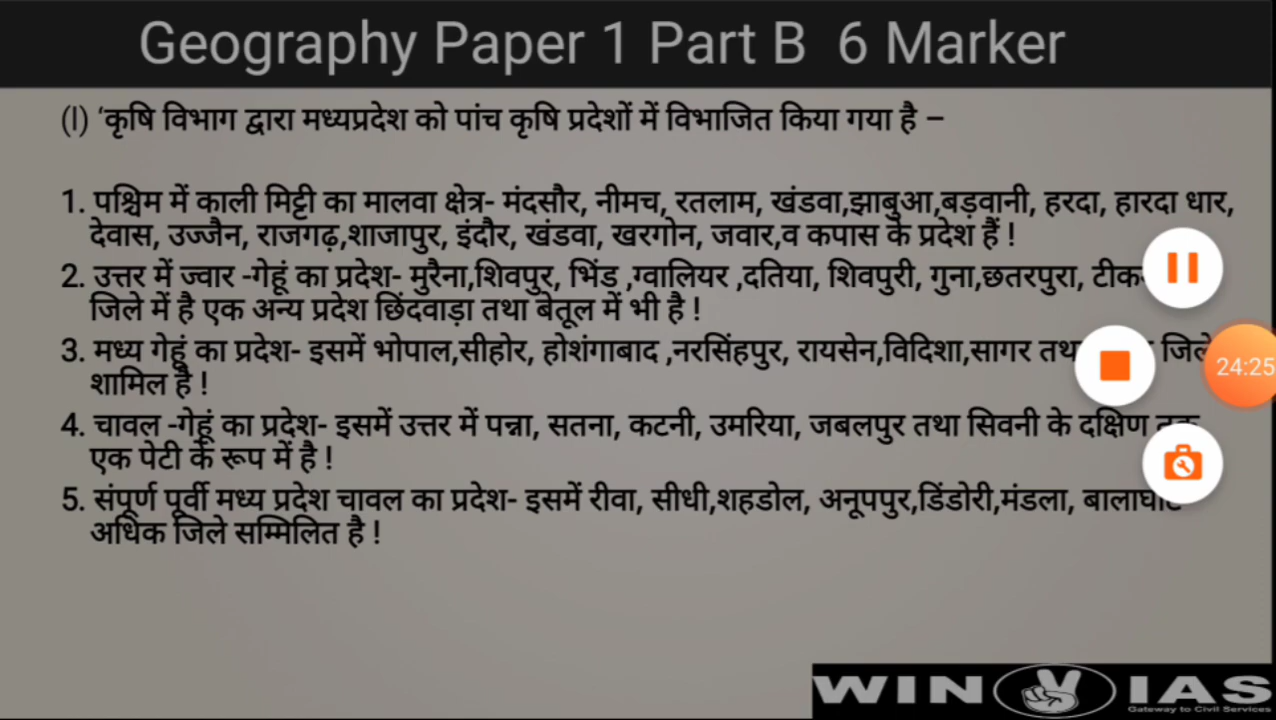 Geography Paper 1 Part B 6 Marker
(I) ‘कृषि विभाग द्वारा मध्यप्रदेश को पांच कृषि प्रदेशों में विभाजित किया गया है –
1. पश्चिम में काली मिट्टी का मालवा क्षेत्र- मंदसौर, नीमच, रतलाम, खंडवा,झाबुआ,बड़वानी, हरदा, हारदा धार,
देवास, उज्जैन, राजगढ़,शाजापुर, इंदौर, खंडवा, खरगोन, जवार,व कपास के प्रदेश हैं !
2. उत्तर में ज्वार -गेहूं का प्रदेश- मुरैना,शिवपुर, भिंड ,ग्वालियर ,दतिया, शिवपुरी, गुना,छतरपुरा,
जिले में है एक अन्य प्रदेश छिंदवाड़ा तथा बेतूल में भी है !
3. मध्य गेहूं का प्रदेश- इसमें भोपाल,सीहोर, होशंगाबाद ,नरसिंहपुर, रायसेन,विदिशा,सागर
शामिल है !
4. चावल -गेहूं का प्रदेश- इसमें उत्तर में पन्ना, सतना, कटनी, उमरिया, जबलपुर तथा सिवनी के दक्षिण
एक पेटी के रूप में है !
5. संपूर्ण पूर्वी मध्य प्रदेश चावल का प्रदेश- इसमें रीवा, सीधी,शहडोल, अनूपपुर,डिंडोरी,मंडला,
अधिक जिले सम्मिलित है !
24:25
WIN IAS
Gateway to Civil Services